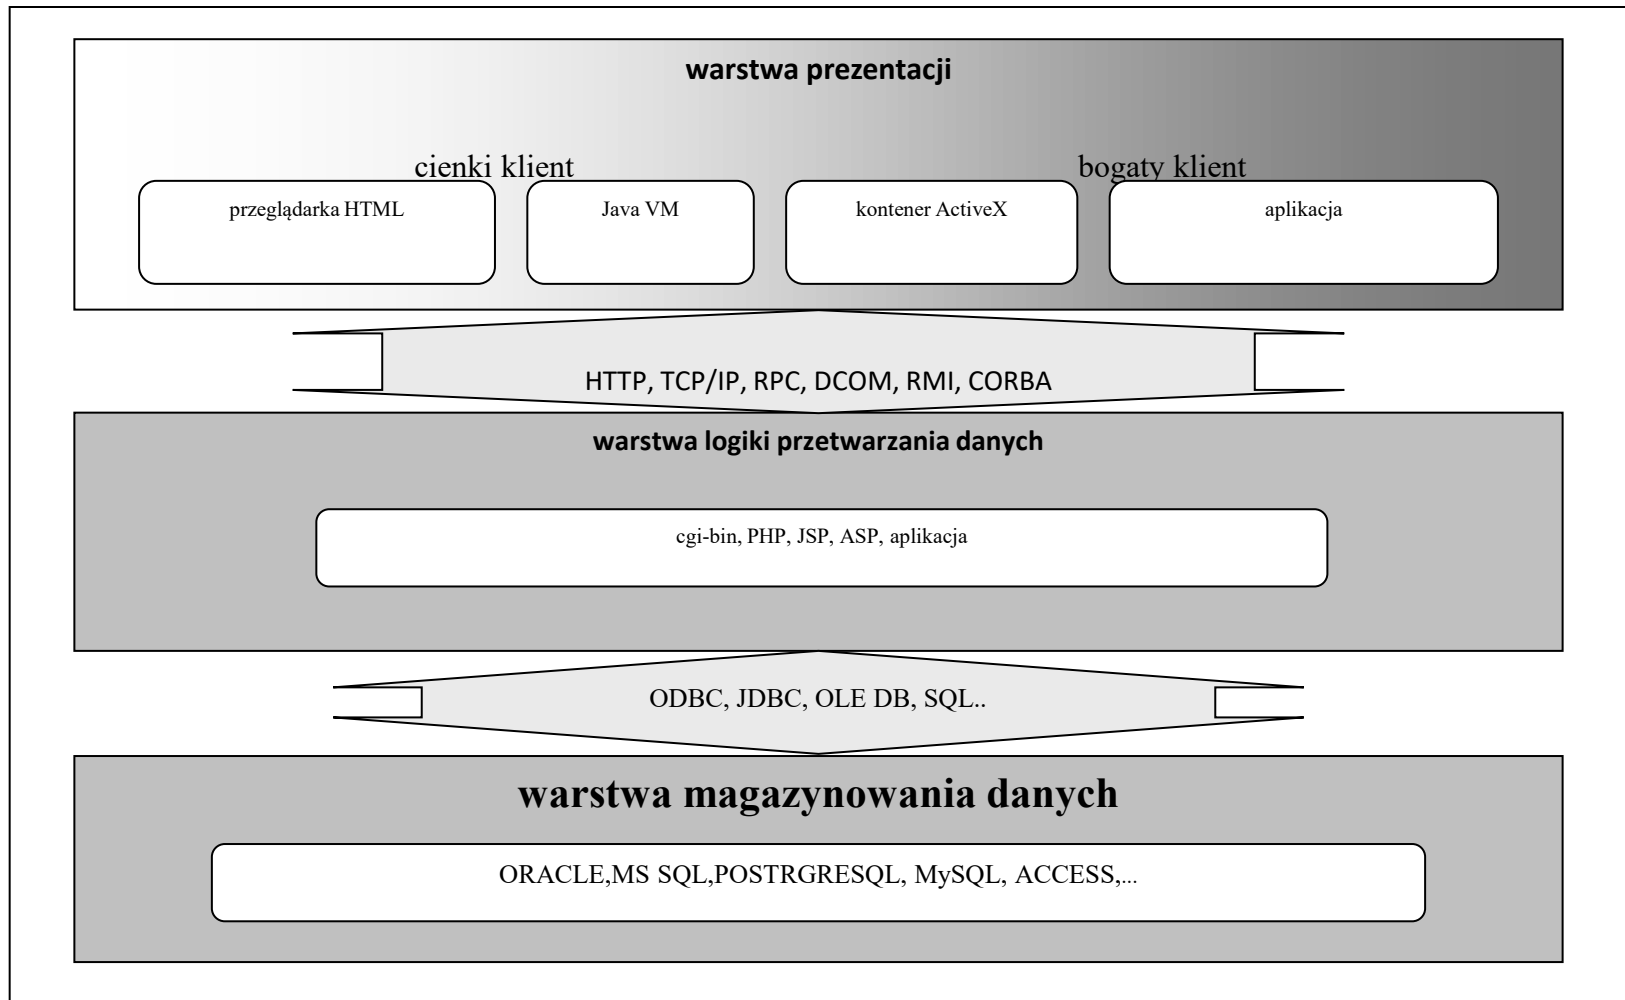 warstwa prezentacji
cienki klient
bogaty klient
przeglądarka HTML
Java VM
kontener ActiveX
aplikacja
HTTP, TCP/IP, RPC, DCOM, RMI, CORBA
warstwa logiki przetwarzania danych
cgi-bin, PHP, JSP, ASP, aplikacja
ODBC, JDBC, OLE DB, SQL..
warstwa magazynowania danych
ORACLE,MS SQL,POSTRGRESQL, MySQL, ACCESS,...